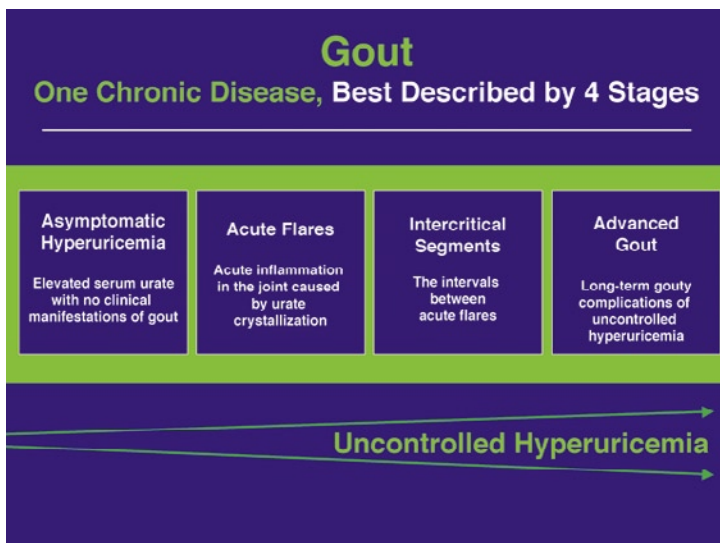 Gout
One Chronic Disease, Best Described by 4 Stages
Asymptomatic
Hyperuricemia
Elevated serum urate
with no clinical
manifestations of gout
Acute Flares
Acute inflammation
in the joint caused
by urate
crystallization
Intercritical
Segments
The intervals
between
acute flares
Advanced
Gout
Long-term gouty
complications of
uncontrolled
hyperuricemia
Uncontrolled Hyperuricemia